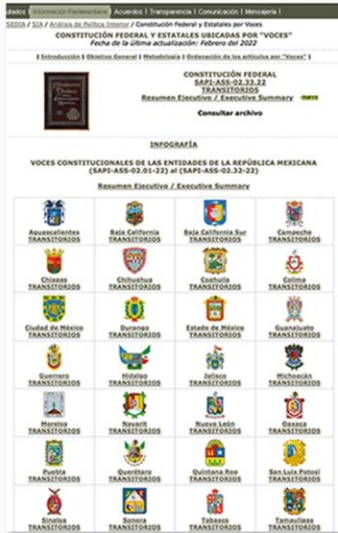 utados | Información Parlamentaria | Acuerdos | Transparencia | Comunicación | Mensajería |
SEDIA / SIA / Análisis de Política Interior / Constitución Federal y Estatales por Voces
CONSTITUCIÓN FEDERAL Y ESTATALES UBICADAS POR "VOCES"
Fecha de la última actualización: Febrero del 2022
| Introducción | Objetivo General | Metodología | Ordenación de los artículos por "Voces" |
CONSTITUCIÓN FEDERAL
SAPI-ASS-02.33.22
TRANSITORIOS
Resumen Ejecutivo / Executive Summary
Consultar archivo
INFOGRAFÍA
VOCES CONSTITUCIONALES DE LAS ENTIDADES DE LA REPÚBLICA MEXICANA
(SAPI-ASS-02.01-22) al (SAPI-ASS-02.32-22)
Resumen Ejecutivo / Executive Summary
Aguascalientes Baja California Baja California Sur Campeche
TRANSITORIOS TRANSITORIOS TRANSITORIOS TRANSITORIOS
Chiapas Chihuahua Coahuila Colima
TRANSITORIOS TRANSITORIOS TRANSITORIOS TRANSITORIOS
Ciudad de México Durango Estado de México Guanajuato
TRANSITORIOS TRANSITORIOS TRANSITORIOS TRANSITORIOS
Guerrero Hidalgo Jalisco Michoacán
TRANSITORIOS TRANSITORIOS TRANSITORIOS TRANSITORIOS
Morelos Nayarit Nuevo León Oaxaca
TRANSITORIOS TRANSITORIOS TRANSITORIOS TRANSITORIOS
Puebla Querétaro Quintana Roo San Luis Potosí
TRANSITORIOS TRANSITORIOS TRANSITORIOS TRANSITORIOS
Sinaloa Sonora Tabasco Tamaulipas
TRANSITORIOS TRANSITORIOS TRANSITORIOS TRANSITORIOS